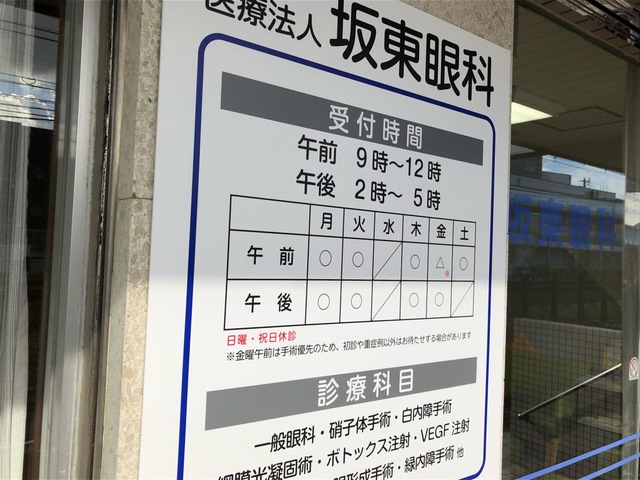 医療法人 坂東眼科
受付時間
午前 9時～12時
午後 2時～ 5時
月 火 水 木 金 土
午前 ○ ○ ／ ○ △※ ○
午後 ○ ○ ／ ○ ○ ／
日曜・祝日休診
※金曜午前は手術優先のため、初診や重症例以外はお待たせする場合があります
診療科目
一般眼科・硝子体手術・白内障手術
網膜光凝固術・ボトックス注射・VEGF注射
形成手術・緑内障手術 他
坂東眼科